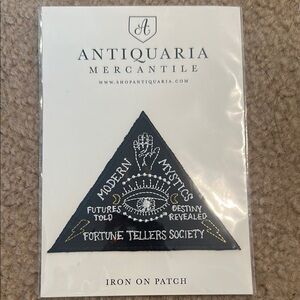 A
ANTIQUARIA
MERCANTILE
WWW.SHOPANTIQUARIA.COM
MODERN MYSTICS
FUTURES TOLD
DESTINY REVEALED
FORTUNE TELLERS SOCIETY
IRON ON PATCH